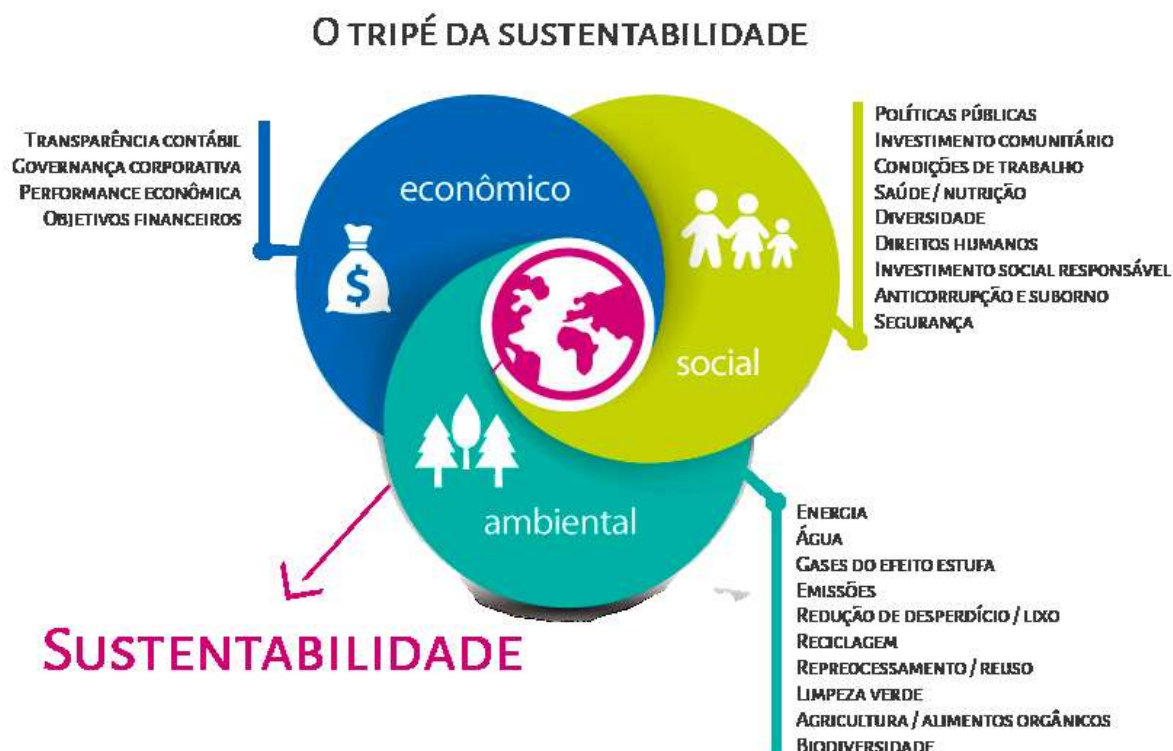 O TRIPÉ DA SUSTENTABILIDADE
TRANSPARÊNCIA CONTÁBIL
GOVERNANÇA CORPORATIVA
PERFORMANCE ECONÔMICA
OBJETIVOS FINANCEIROS
econômico
$
POLÍTICAS PÚBLICAS
INVESTIMENTO COMUNITÁRIO
CONDIÇÕES DE TRABALHO
SAÚDE / NUTRIÇÃO
DIVERSIDADE
DIREITOS HUMANOS
INVESTIMENTO SOCIAL RESPONSÁVEL
ANTICORRUPÇÃO E SUBORNO
SEGURANÇA
social
ambiental
ENERGIA
ÁGUA
GASES DO EFEITO ESTUFA
EMISSÕES
REDUÇÃO DE DESPERDÍCIO / LIXO
RECICLAGEM
REPREOCESSAMENTO / REUSO
LIMPEZA VERDE
AGRICULTURA / ALIMENTOS ORGÂNICOS
BIODIVERSIDADE
SUSTENTABILIDADE